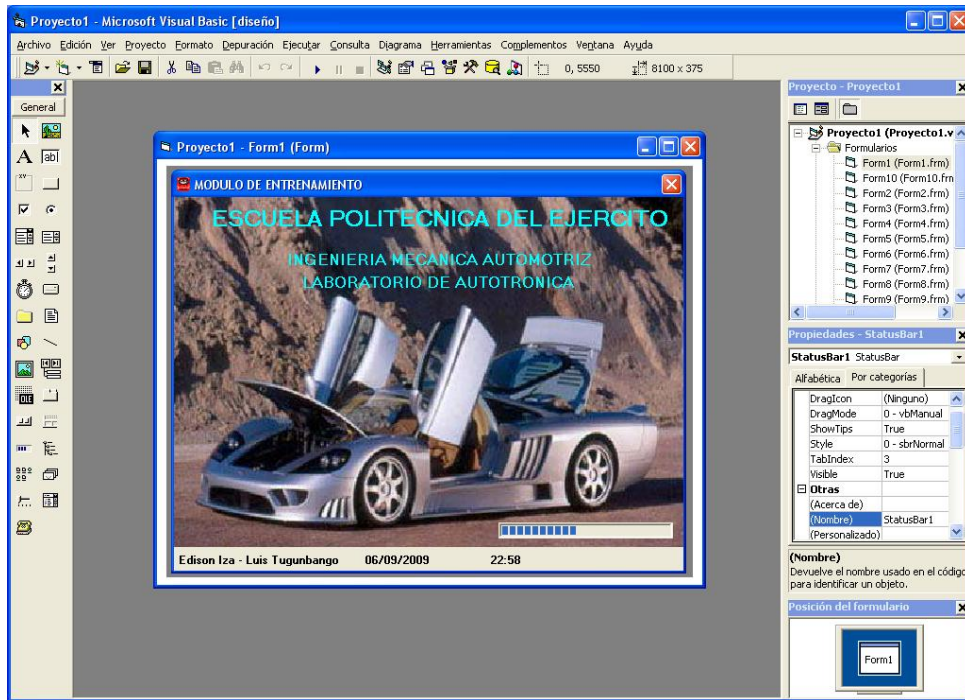 Proyecto1 - Microsoft Visual Basic [diseño]
Archivo Edición Ver Proyecto Formato Depuración Ejecutar Consulta Diagrama Herramientas Complementos Ventana Ayuda
0, 5550 8100 x 375
General
A ab|
XY
OLE
Proyecto1 - Form1 (Form)
MODULO DE ENTRENAMIENTO
ESCUELA POLITECNICA DEL EJERCITO
INGENIERIA MECANICA AUTOMOTRIZ
LABORATORIO DE AUTOTRONICA
Edison Iza - Luis Tugunbango 06/09/2009 22:58
Proyecto - Proyecto1
Proyecto1 (Proyecto1.v
Formularios
Form1 (Form1.frm)
Form10 (Form10.frn
Form2 (Form2.frm)
Form3 (Form3.frm)
Form4 (Form4.frm)
Form5 (Form5.frm)
Form6 (Form6.frm)
Form7 (Form7.frm)
Form8 (Form8.frm)
Form9 (Form9.frm)
Propiedades - StatusBar1
StatusBar1 StatusBar
Alfabética Por categorías
DragIcon (Ninguno)
DragMode 0 - vbManual
ShowTips True
Style 0 - sbrNormal
TabIndex 3
Visible True
Otras
(Acerca de)
(Nombre) StatusBar1
(Personalizado)
(Nombre)
Devuelve el nombre usado en el código
para identificar un objeto.
Posición del formulario
Form1